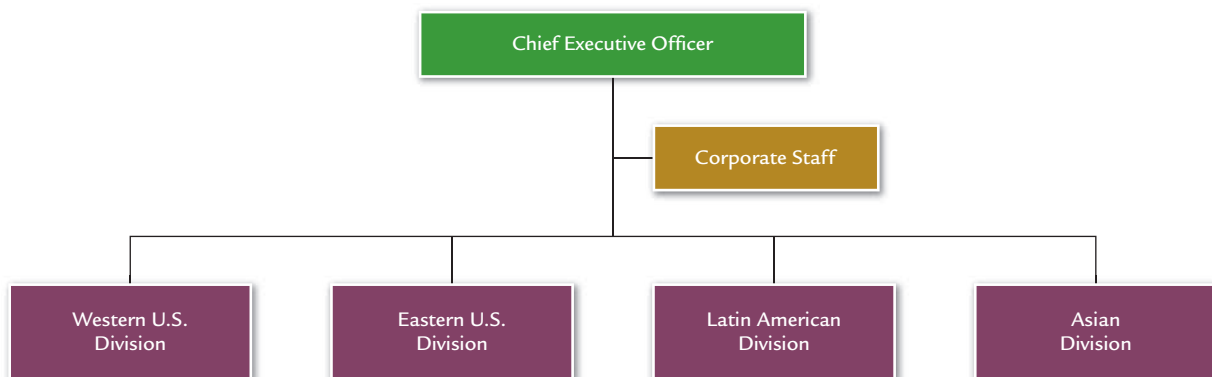 Chief Executive Officer
Corporate Staff
Western U.S.
Division
Eastern U.S.
Division
Latin American
Division
Asian
Division